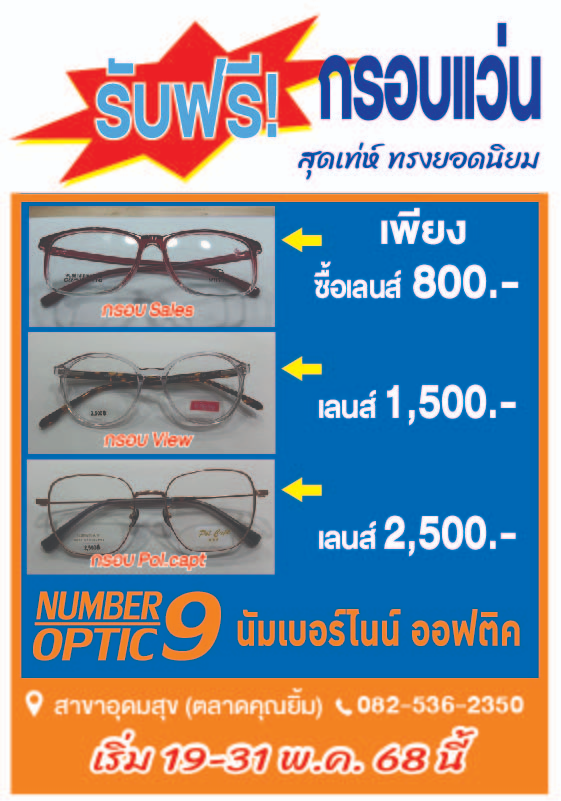 รับฟรี!
กรอบแว่น
สุดเท่ห์ ทรงยอดนิยม
เพียง
ซื้อเลนส์ 800.-
กรอบ Sales
เลนส์ 1,500.-
กรอบ View
เลนส์ 2,500.-
Pol.Capt
กรอบ Pol.capt
NUMBER 9
OPTIC
นัมเบอร์ไนน์ ออฟติค
สาขาอุดมสุข (ตลาดคุณยิ้ม) 082-536-2350
เริ่ม 19-31 พ.ค. 68 นี้